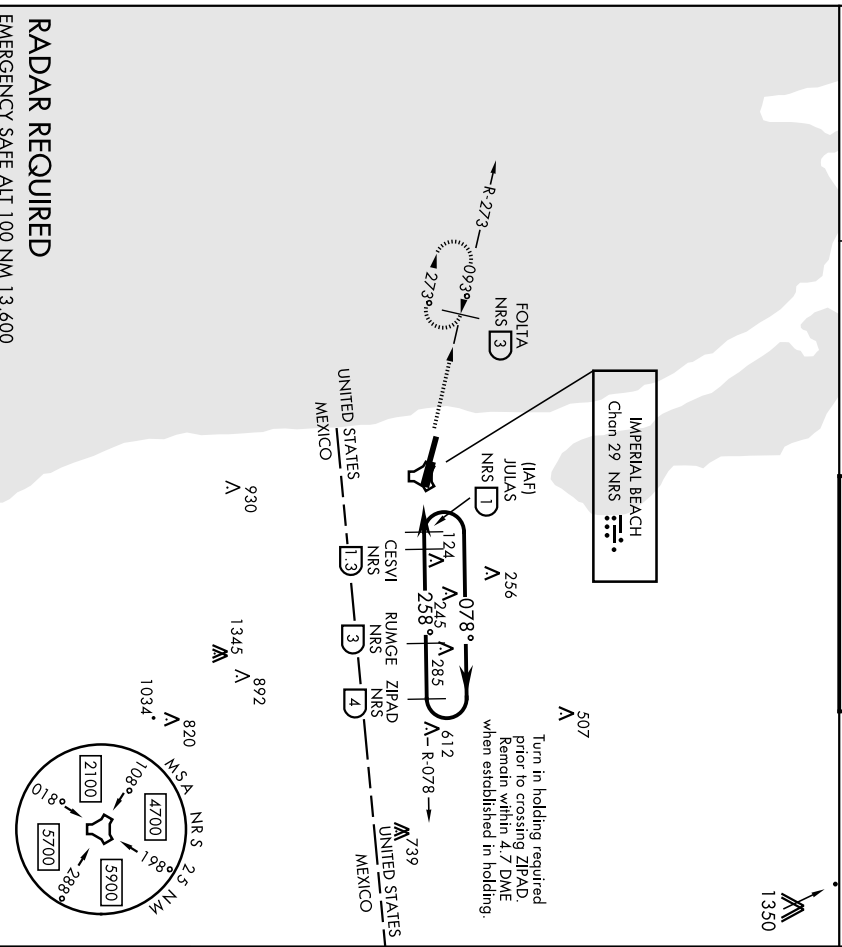 1350
IMPERIAL BEACH
Chan 29 NRS
R-273
093°
273°
FOLTA
NRS 3
(IAF)
JULAS
NRS 1
256
507
Turn in holding required
prior to crossing ZIPAD.
Remain within 4.7 DME
when established in holding.
124
078°
245
258°
285
612
R-078
739
CESVI
NRS
1.3
RUMGE
NRS
3
ZIPAD
NRS
4
UNITED STATES
MEXICO
UNITED STATES
MEXICO
930
1345
892
1034
820
MSA NRS 25 NM
108°
4700
198°
2100
5900
018°
5700
288°
RADAR REQUIRED
EMERGENCY SAFE ALT 100 NM 13,600